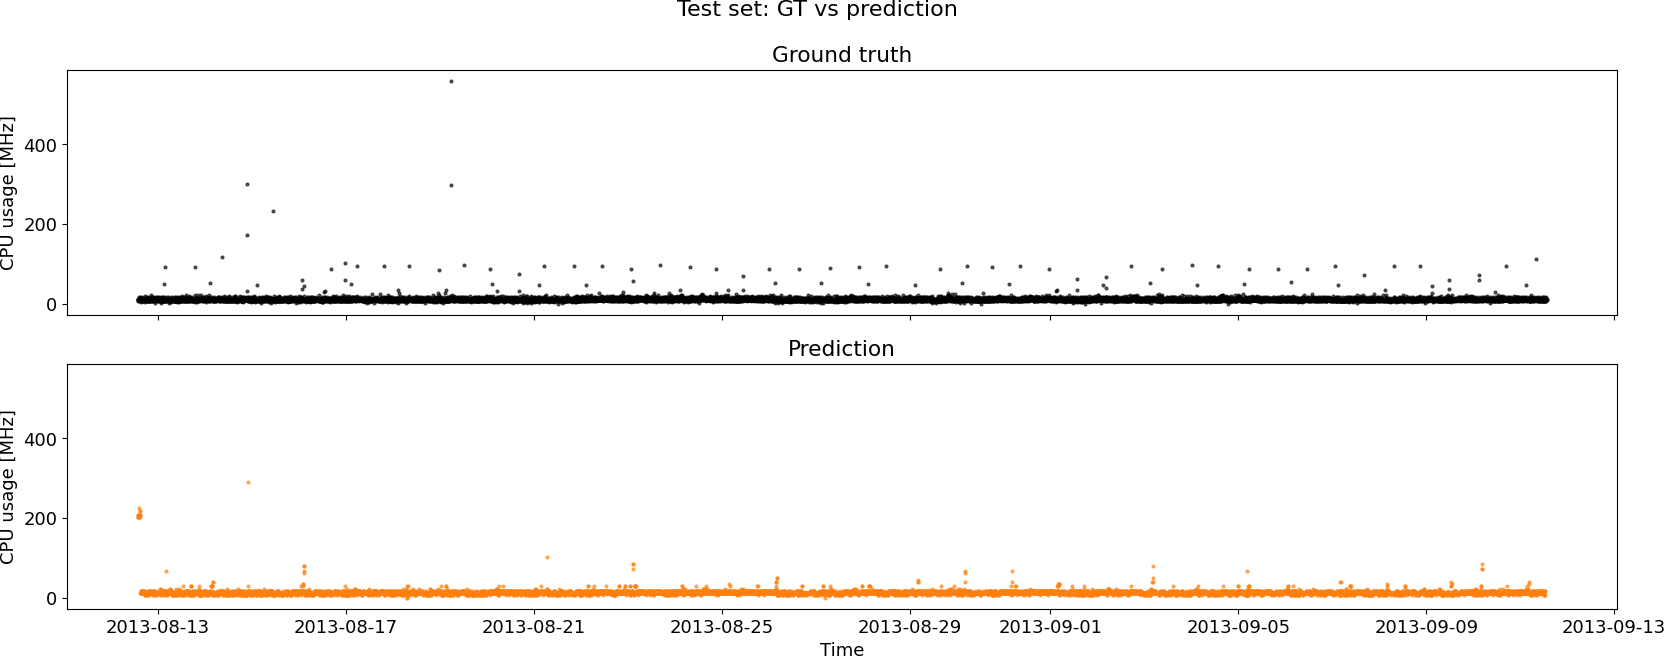 Test set: GT vs prediction
Ground truth
CPU usage [MHz]
400
200
0
Prediction
CPU usage [MHz]
400
200
0
2013-08-13 2013-08-17 2013-08-21 2013-08-25 2013-08-29 2013-09-01 2013-09-05 2013-09-09 2013-09-13
Time